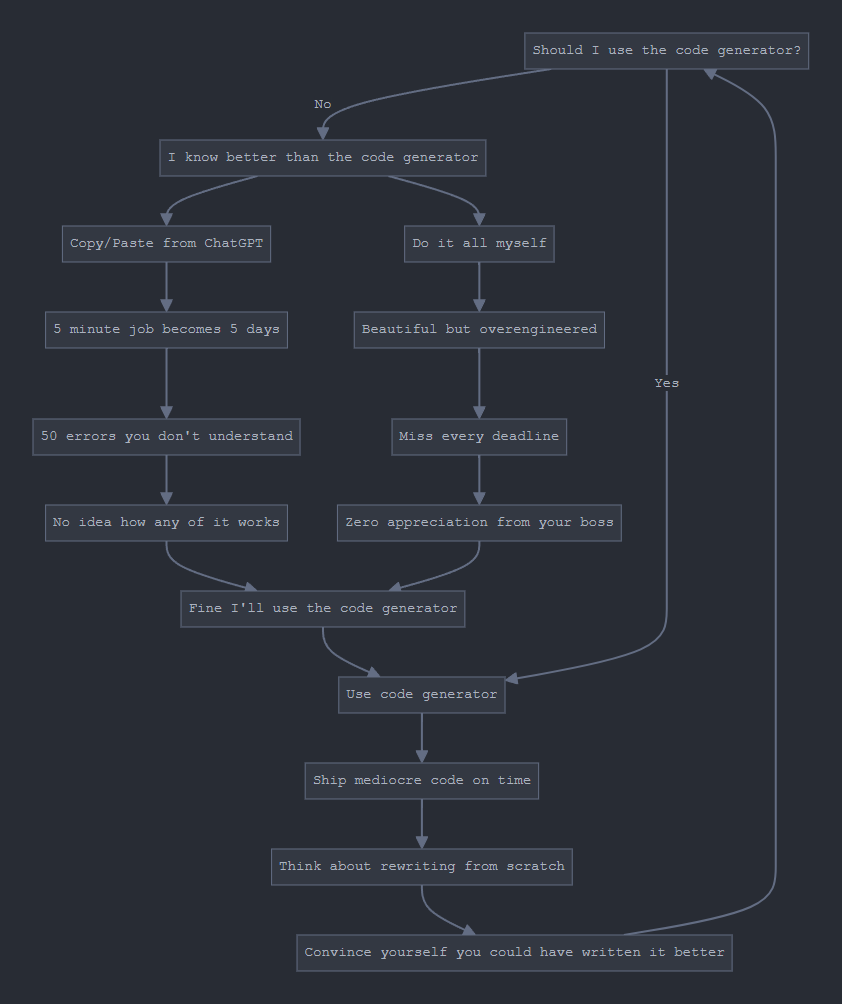 Should I use the code generator?
No
I know better than the code generator
Copy/Paste from ChatGPT
Do it all myself
5 minute job becomes 5 days
Beautiful but overengineered
Yes
50 errors you don't understand
Miss every deadline
No idea how any of it works
Zero appreciation from your boss
Fine I'll use the code generator
Use code generator
Ship mediocre code on time
Think about rewriting from scratch
Convince yourself you could have written it better